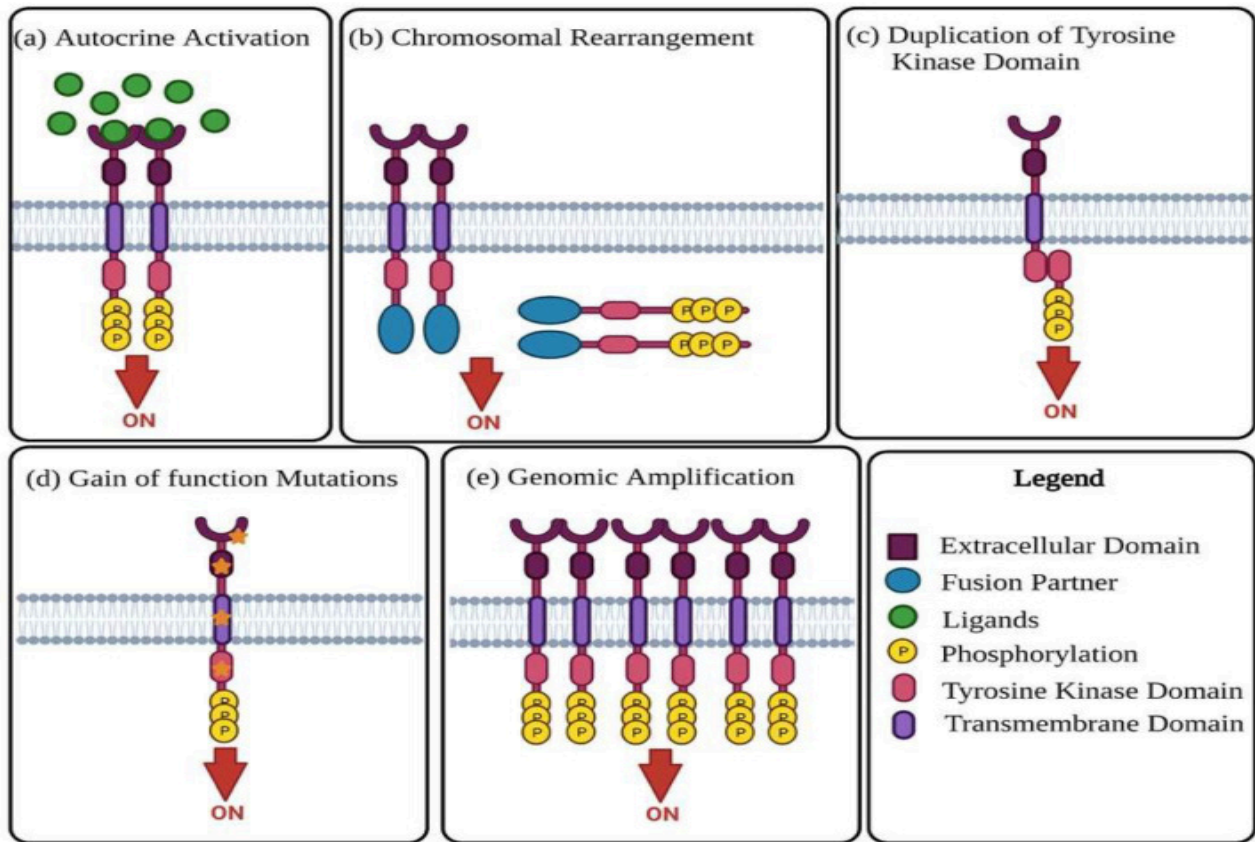 (a) Autocrine Activation
(b) Chromosomal Rearrangement
(c) Duplication of Tyrosine
Kinase Domain
P P
P P
P P
ON
P P P
P P P
ON
P
P
P
ON
(d) Gain of function Mutations
P
P
P
ON
(e) Genomic Amplification
P P P P P P
P P P P P P
P P P P P P
ON
Legend
Extracellular Domain
Fusion Partner
Ligands
P Phosphorylation
Tyrosine Kinase Domain
Transmembrane Domain